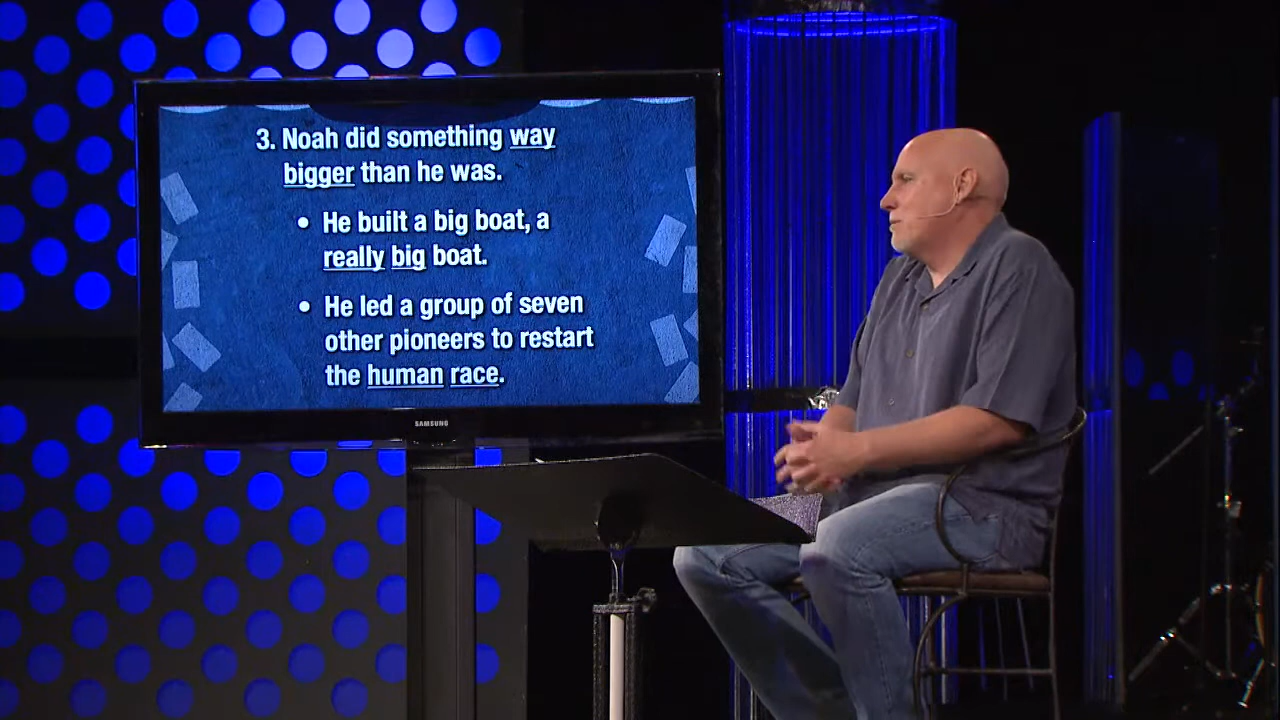 3. Noah did something way
bigger than he was.
• He built a big boat, a
really big boat.
• He led a group of seven
other pioneers to restart
the human race.
SAMSUNG